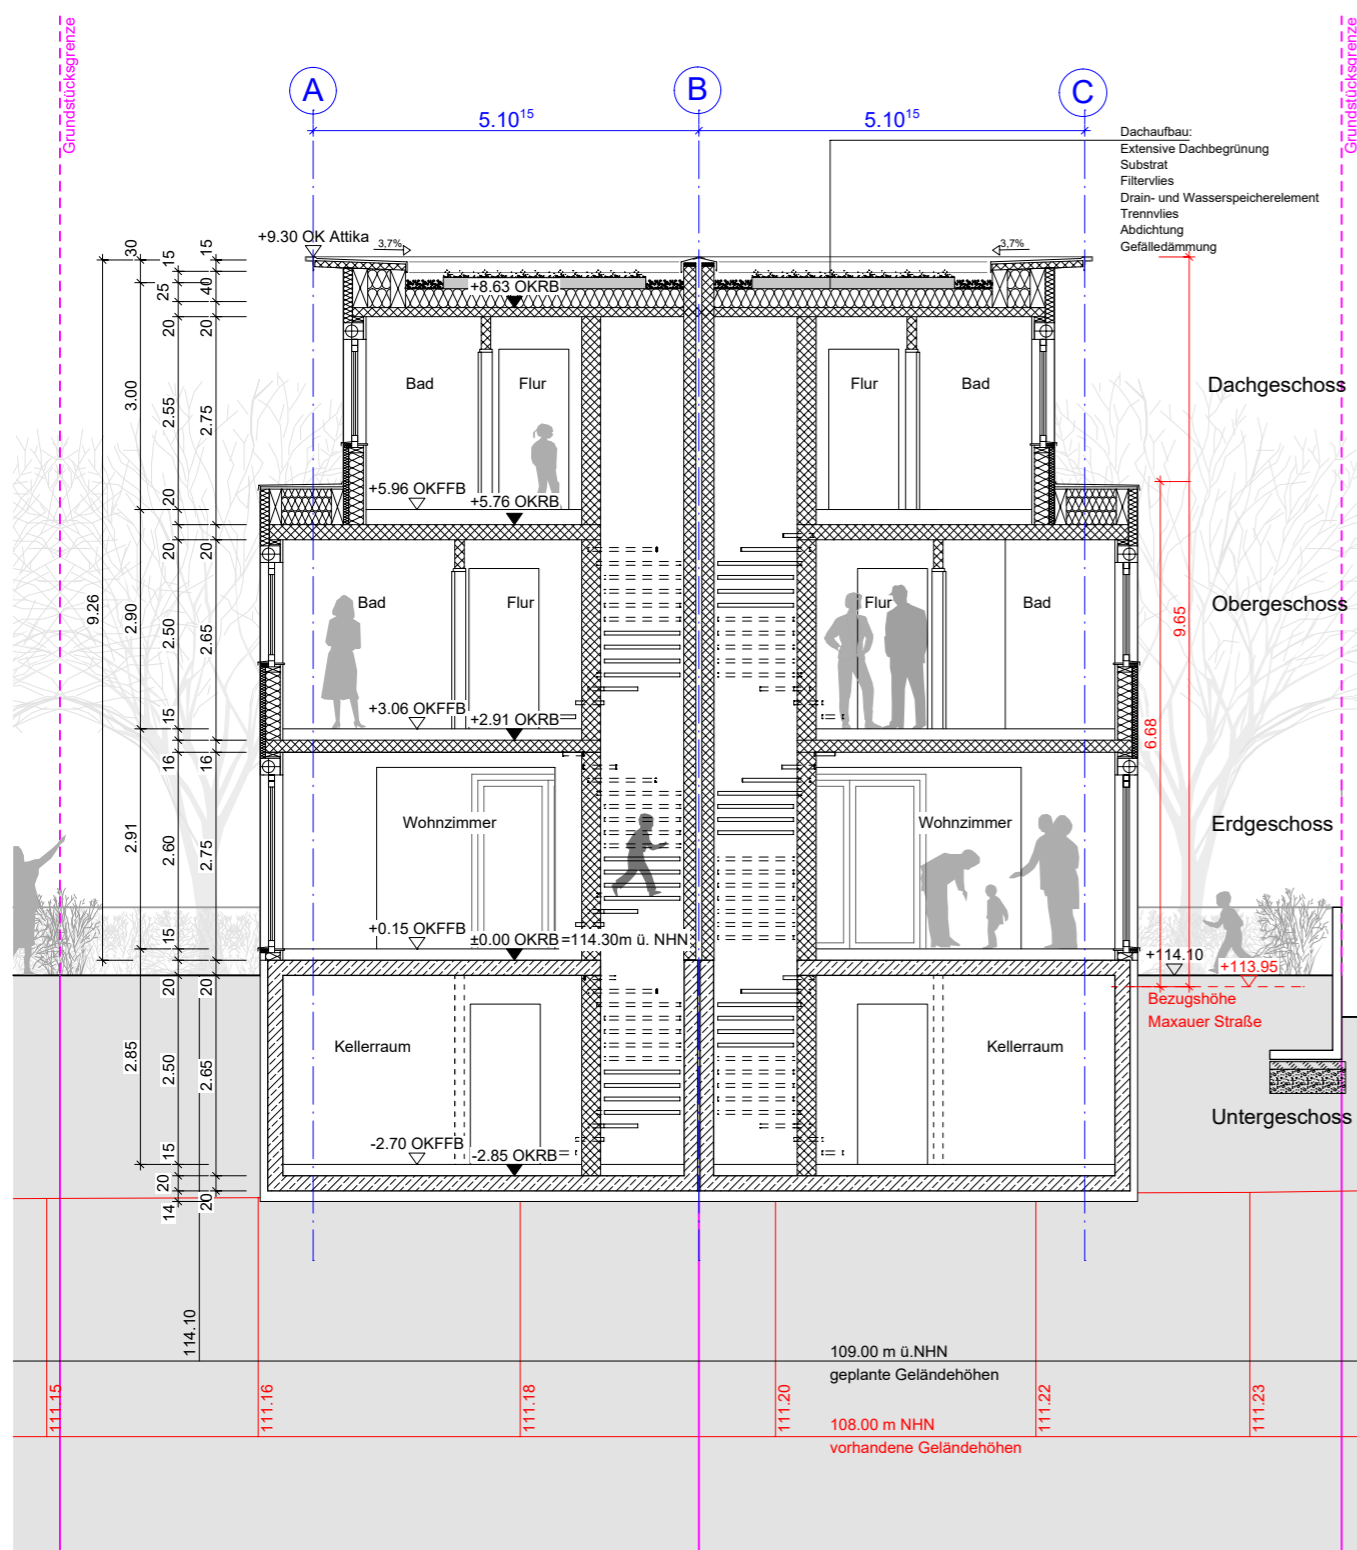 Grundstücksgrenze
Grundstücksgrenze
A
B
C
5.10¹⁵
5.10¹⁵
Dachaufbau:
Extensive Dachbegrünung
Substrat
Filtervlies
Drain- und Wasserspeicherelement
Trennvlies
Abdichtung
Gefälledämmung
+9.30 OK Attika
3,7%
3,7%
+8.63 OKRB
30
15
15
25
40
20
20
Bad
Flur
Flur
Bad
Dachgeschoss
3.00
2.55
2.75
+5.96 OKFFB
+5.76 OKRB
20
20
20
9.26
2.90
2.50
2.65
Bad
Flur
Flur
Bad
Obergeschoss
9.65
6.68
+3.06 OKFFB
+2.91 OKRB
15
16
16
2.91
2.60
2.75
Wohnzimmer
Wohnzimmer
Erdgeschoss
+0.15 OKFFB
±0.00 OKRB =114.30m ü. NHN
15
20
20
+114.10
+113.95
Bezugshöhe
Maxauer Straße
2.85
2.50
2.65
Kellerraum
Kellerraum
Untergeschoss
-2.70 OKFFB
-2.85 OKRB
15
20
14
20
114.10
109.00 m ü.NHN
geplante Geländehöhen
111.15
111.16
111.18
111.20
111.22
111.23
108.00 m NHN
vorhandene Geländehöhen